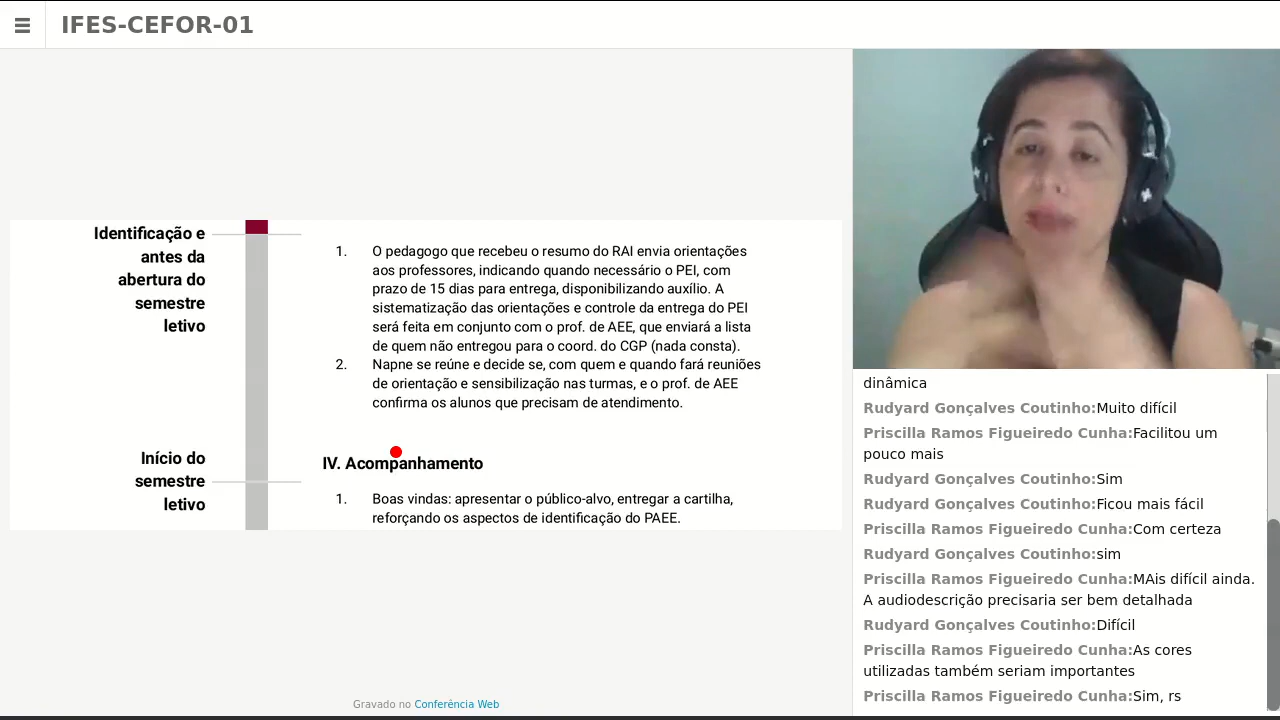 IFES-CEFOR-01
Identificação e
antes da
abertura do
semestre
letivo
1. O pedagogo que recebeu o resumo do RAI envia orientações
aos professores, indicando quando necessário o PEI, com
prazo de 15 dias para entrega, disponibilizando auxílio. A
sistematização das orientações e controle da entrega do PEI
será feita em conjunto com o prof. de AEE, que enviará a lista
de quem não entregou para o coord. do CGP (nada consta).
2. Napne se reúne e decide se, com quem e quando fará reuniões
de orientação e sensibilização nas turmas, e o prof. de AEE
confirma os alunos que precisam de atendimento.
Início do
semestre
letivo
IV. Acompanhamento
1. Boas vindas: apresentar o público-alvo, entregar a cartilha,
reforçando os aspectos de identificação do PAEE.
dinâmica
Rudyard Gonçalves Coutinho:Muito difícil
Priscilla Ramos Figueiredo Cunha:Facilitou um
pouco mais
Rudyard Gonçalves Coutinho:Sim
Rudyard Gonçalves Coutinho:Ficou mais fácil
Priscilla Ramos Figueiredo Cunha:Com certeza
Rudyard Gonçalves Coutinho:sim
Priscilla Ramos Figueiredo Cunha:MAis difícil ainda.
A audiodescrição precisaria ser bem detalhada
Rudyard Gonçalves Coutinho:Difícil
Priscilla Ramos Figueiredo Cunha:As cores
utilizadas também seriam importantes
Priscilla Ramos Figueiredo Cunha:Sim, rs
Gravado no Conferência Web